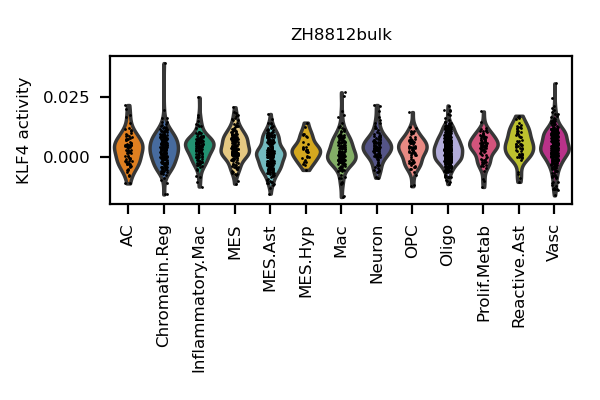 ZH8812bulk
KLF4 activity
0.025
0.000
AC
Chromatin.Reg
Inflammatory.Mac
MES
MES.Ast
MES.Hyp
Mac
Neuron
OPC
Oligo
Prolif.Metab
Reactive.Ast
Vasc